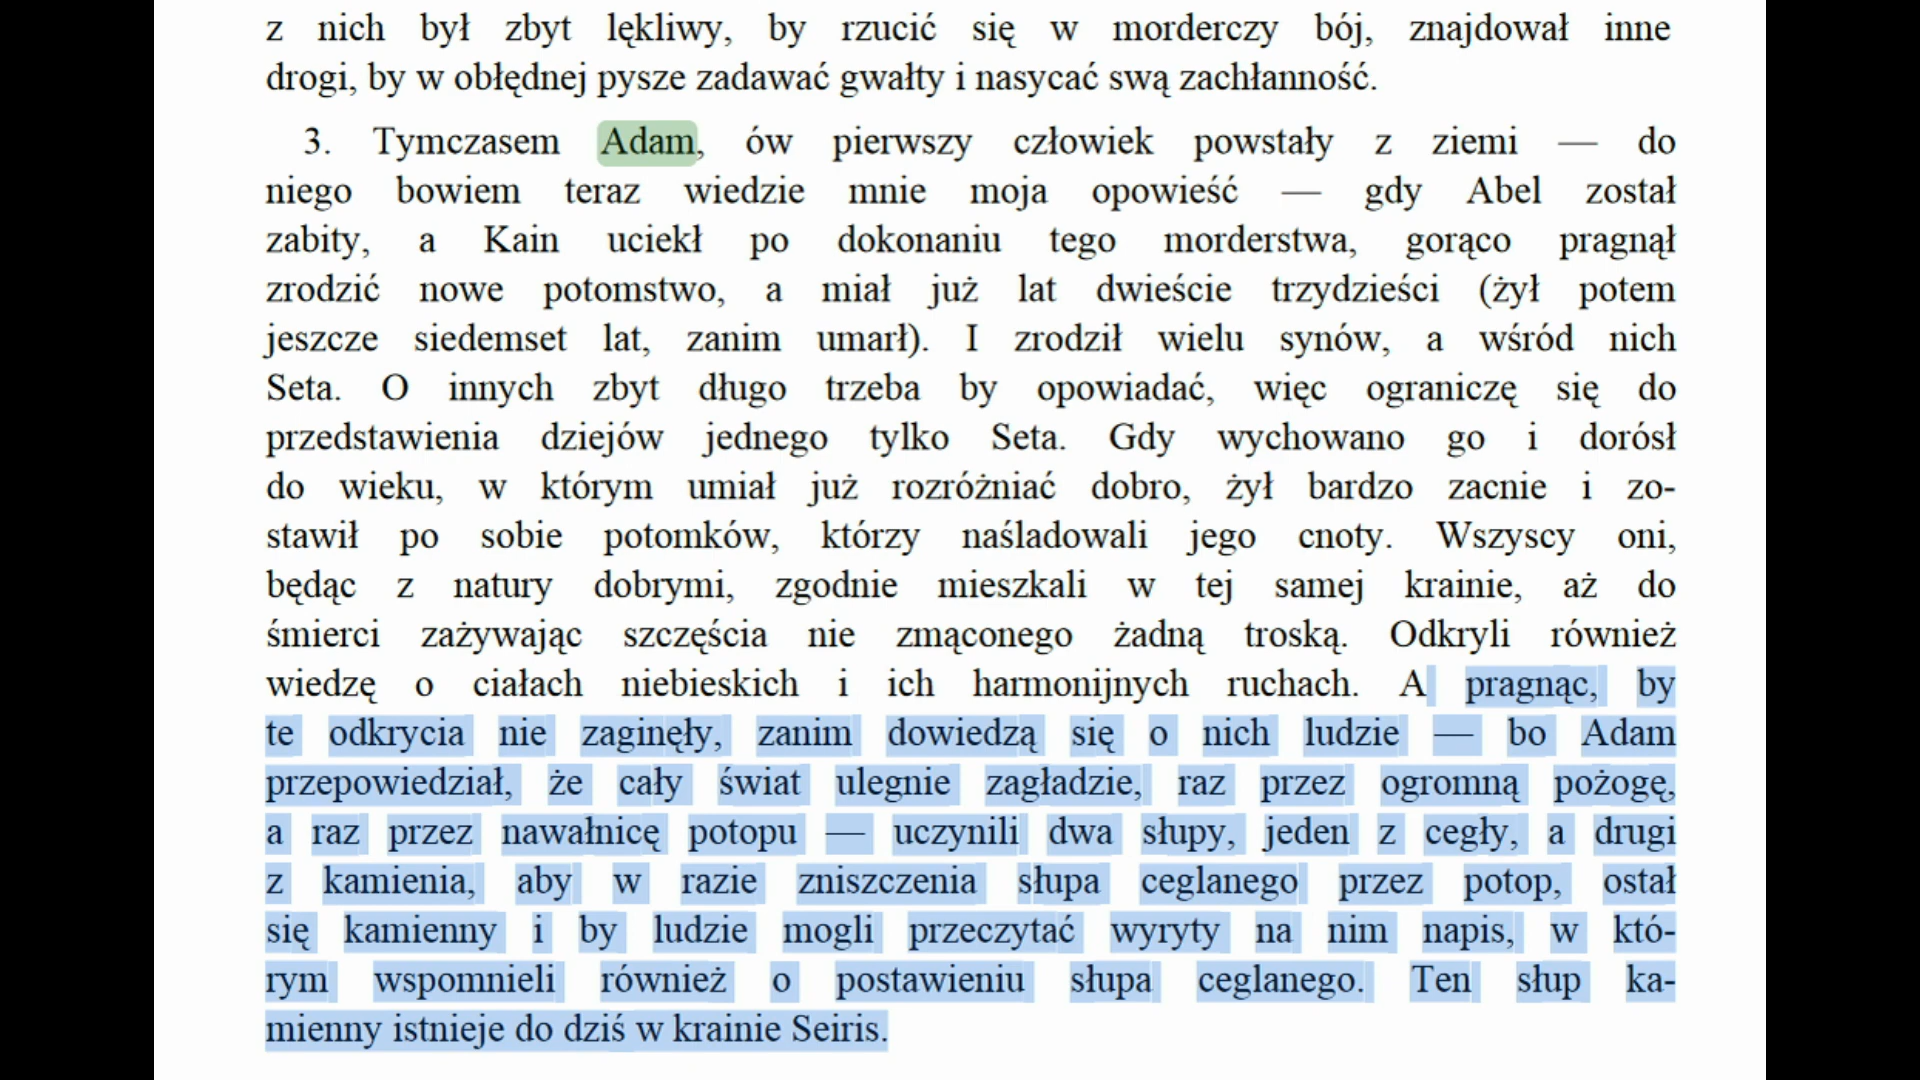 z nich był zbyt lękliwy, by rzucić się w morderczy bój, znajdował inne
drogi, by w obłędnej pysze zadawać gwałty i nasycać swą zachłanność.
3. Tymczasem Adam, ów pierwszy człowiek powstały z ziemi — do
niego bowiem teraz wiedzie mnie moja opowieść — gdy Abel został
zabity, a Kain uciekł po dokonaniu tego morderstwa, gorąco pragnął
zrodzić nowe potomstwo, a miał już lat dwieście trzydzieści (żył potem
jeszcze siedemset lat, zanim umarł). I zrodził wielu synów, a wśród nich
Seta. O innych zbyt długo trzeba by opowiadać, więc ograniczę się do
przedstawienia dziejów jednego tylko Seta. Gdy wychowano go i dorósł
do wieku, w którym umiał już rozróżniać dobro, żył bardzo zacnie i zo-
stawił po sobie potomków, którzy naśladowali jego cnoty. Wszyscy oni,
będąc z natury dobrymi, zgodnie mieszkali w tej samej krainie, aż do
śmierci zażywając szczęścia nie zmąconego żadną troską. Odkryli również
wiedzę o ciałach niebieskich i ich harmonijnych ruchach. A pragnąc, by
te odkrycia nie zaginęły, zanim dowiedzą się o nich ludzie — bo Adam
przepowiedział, że cały świat ulegnie zagładzie, raz przez ogromną pożogę,
a raz przez nawałnicę potopu — uczynili dwa słupy, jeden z cegły, a drugi
z kamienia, aby w razie zniszczenia słupa ceglanego przez potop, ostał
się kamienny i by ludzie mogli przeczytać wyryty na nim napis, w któ-
rym wspomnieli również o postawieniu słupa ceglanego. Ten słup ka-
mienny istnieje do dziś w krainie Seiris.